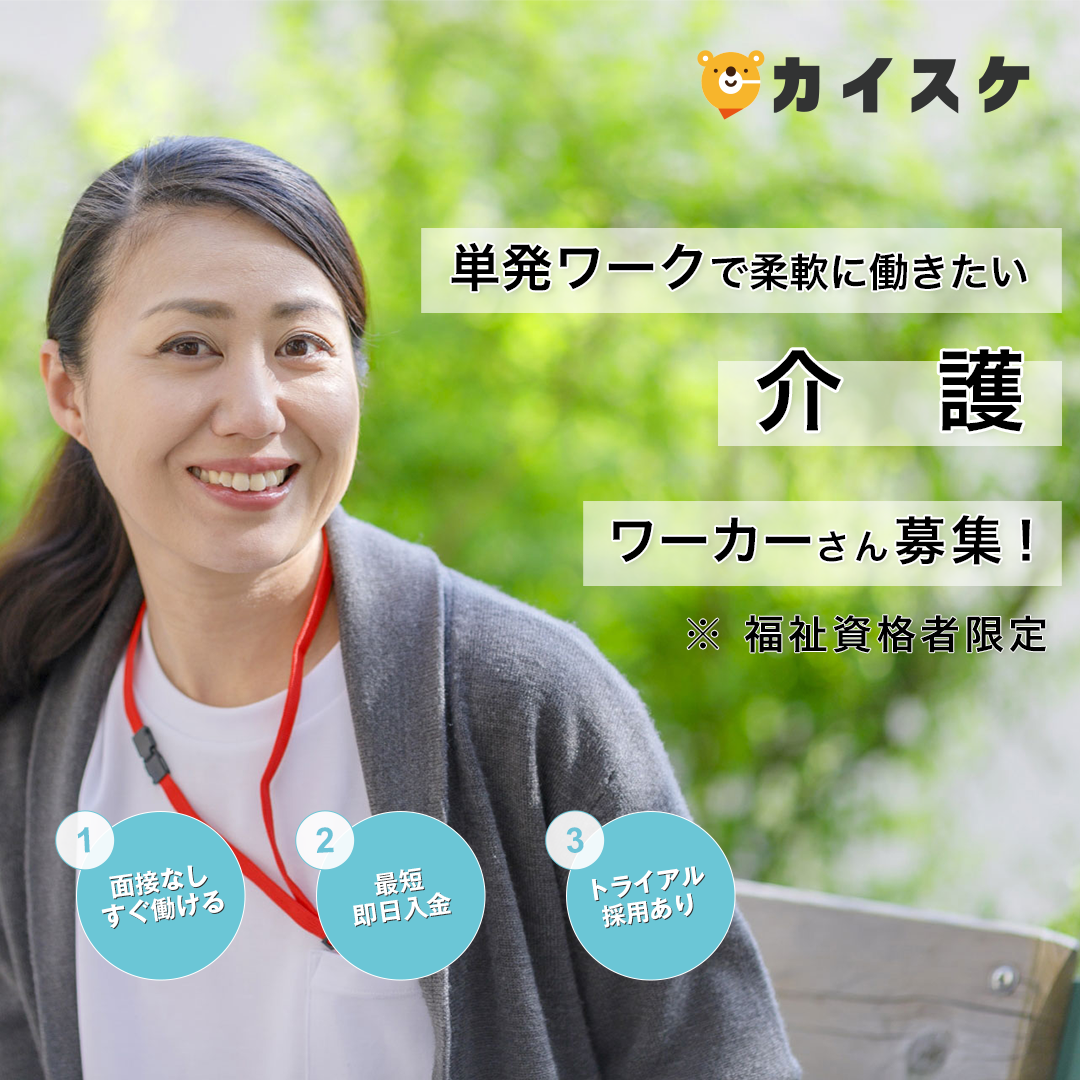 カイスケ
単発ワークで柔軟に働きたい
介 護
ワーカーさん募集！
※ 福祉資格者限定
1
面接なし
すぐ働ける
2
最短
即日入金
3
トライアル
採用あり